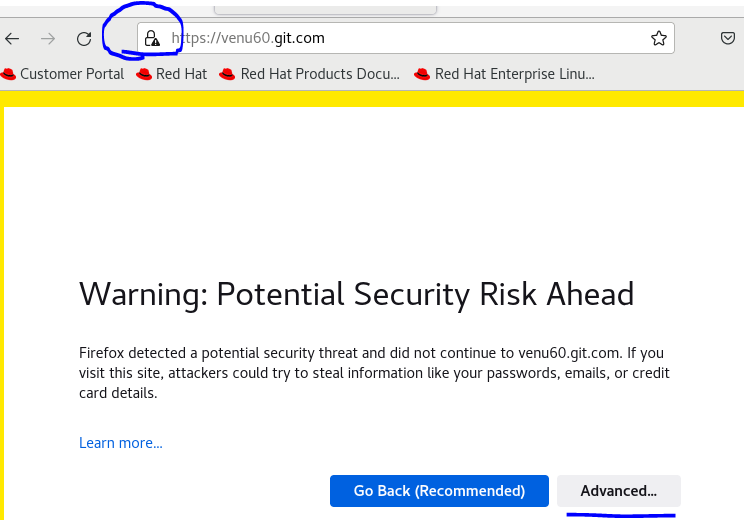 https://venu60.git.com
Customer Portal Red Hat Red Hat Products Docu... Red Hat Enterprise Linu...
Warning: Potential Security Risk Ahead
Firefox detected a potential security threat and did not continue to venu60.git.com. If you
visit this site, attackers could try to steal information like your passwords, emails, or credit
card details.
Learn more...
Go Back (Recommended) Advanced...